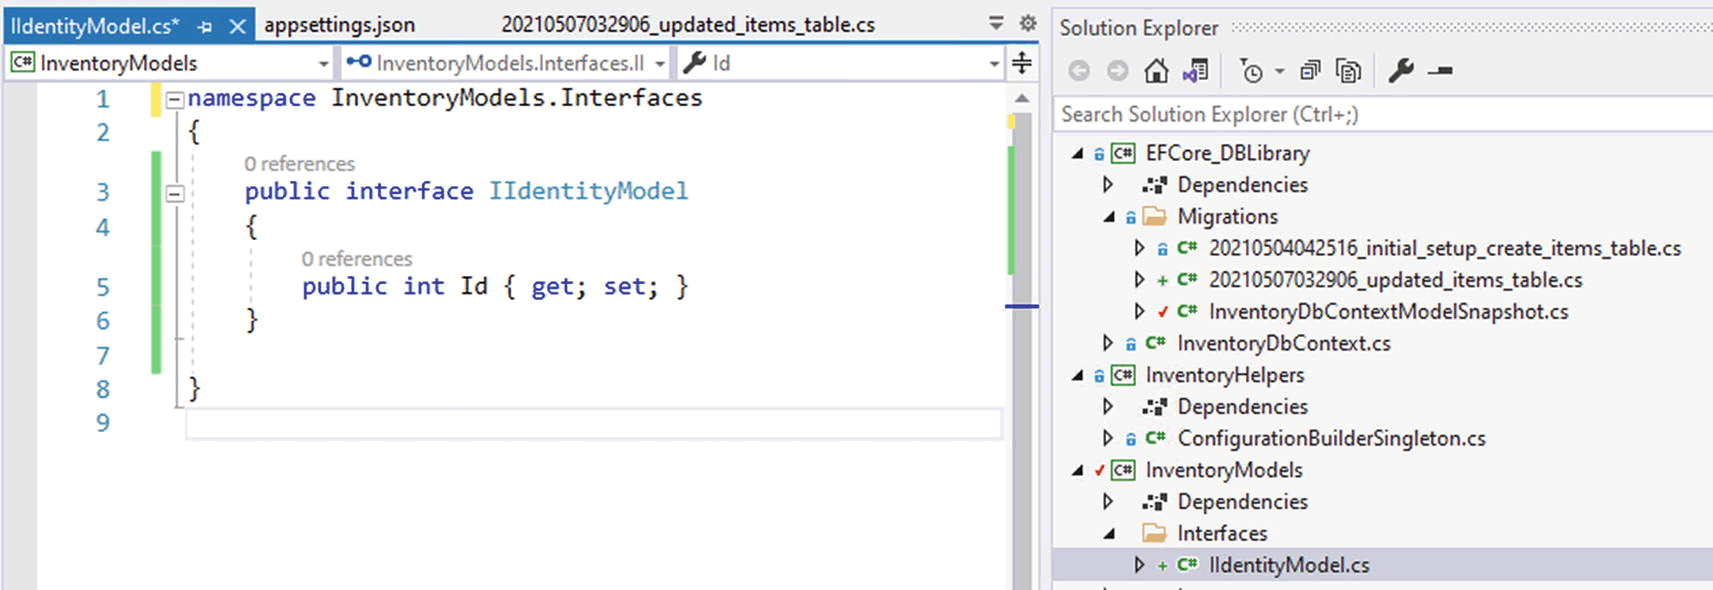 IIdentityModel.cs*
appsettings.json
20210507032906_updated_items_table.cs
C# InventoryModels
InventoryModels.Interfaces.II
Id
1 namespace InventoryModels.Interfaces
2 {
0 references
3 public interface IIdentityModel
4 {
0 references
5 public int Id { get; set; }
6 }
7
8 }
9
Solution Explorer
Search Solution Explorer (Ctrl+;)
C# EFCore_DBLibrary
Dependencies
Migrations
C# 20210504042516_initial_setup_create_items_table.cs
+ C# 20210507032906_updated_items_table.cs
C# InventoryDbContextModelSnapshot.cs
C# InventoryDbContext.cs
C# InventoryHelpers
Dependencies
C# ConfigurationBuilderSingleton.cs
C# InventoryModels
Dependencies
Interfaces
+ C# IIdentityModel.cs